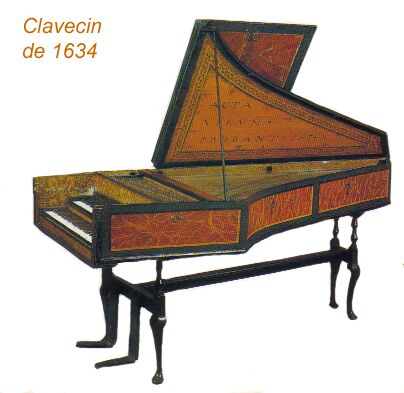 Clavecin
de 1634
ACTA
VIRUM
PROBANT